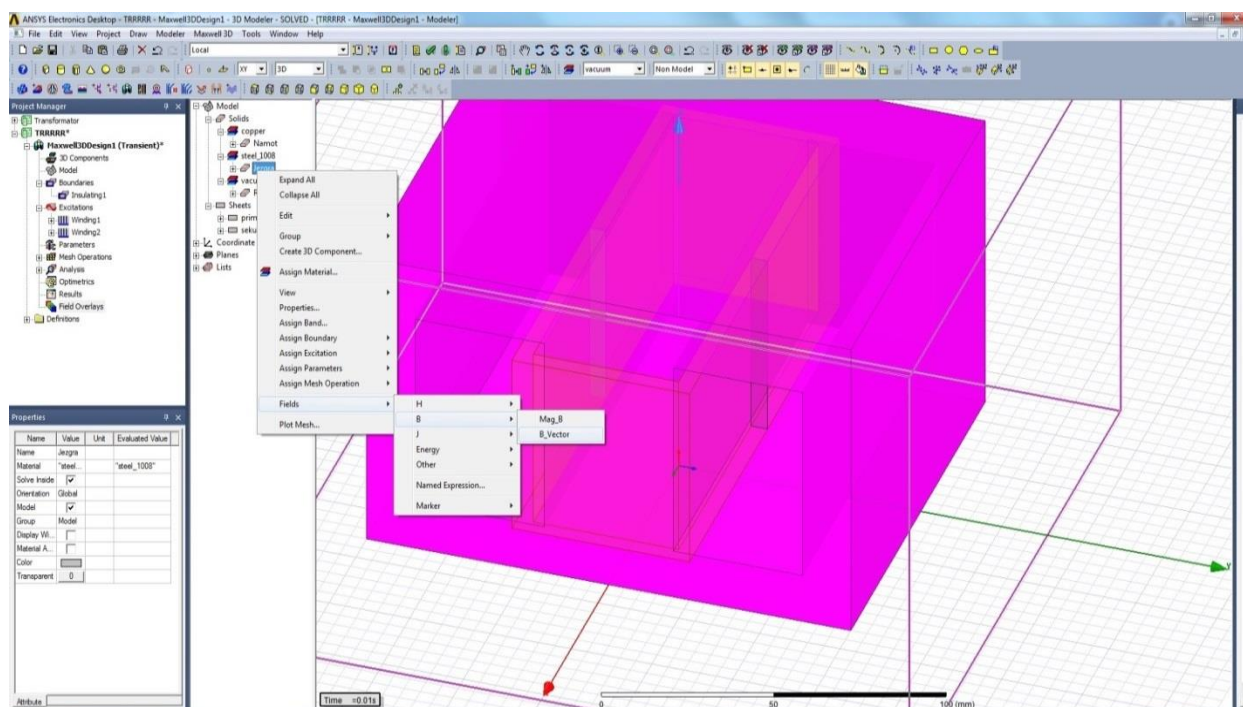 ANSYS Electronics Desktop - TRRRRR - Maxwell3DDesign1 - 3D Modeler - SOLVED - [TRRRRR - Maxwell3DDesign1 - Modeler]
File Edit View Project Draw Modeler Maxwell 3D Tools Window Help
Local
XY 3D vacuum Non Model
Project Manager
Transformator
TRRRRR*
Maxwell3DDesign1 (Transient)*
3D Components
Model
Boundaries
Insulating1
Excitations
Winding1
Winding2
Parameters
Mesh Operations
Analysis
Optimetrics
Results
Field Overlays
Definitions
Model
Solids
copper
Namot
steel_1008
Jezgra
vacu
Sheets
prim
seku
Coordinate
Planes
Lists
Expand All
Collapse All
Edit
Group
Create 3D Component...
Assign Material...
View
Properties...
Assign Band...
Assign Boundary
Assign Excitation
Assign Parameters
Assign Mesh Operation
Fields
Plot Mesh...
H
B
J
Energy
Other
Named Expression...
Marker
Mag_B
B_Vector
Properties
Name Value Unit Evaluated Value
Name Jezgra
Material "steel... "steel_1008"
Solve Inside
Orientation Global
Model
Group Model
Display Wi...
Material A...
Color
Transparent 0
Attribute
Time =0.01s
0 50 100 (mm)
y